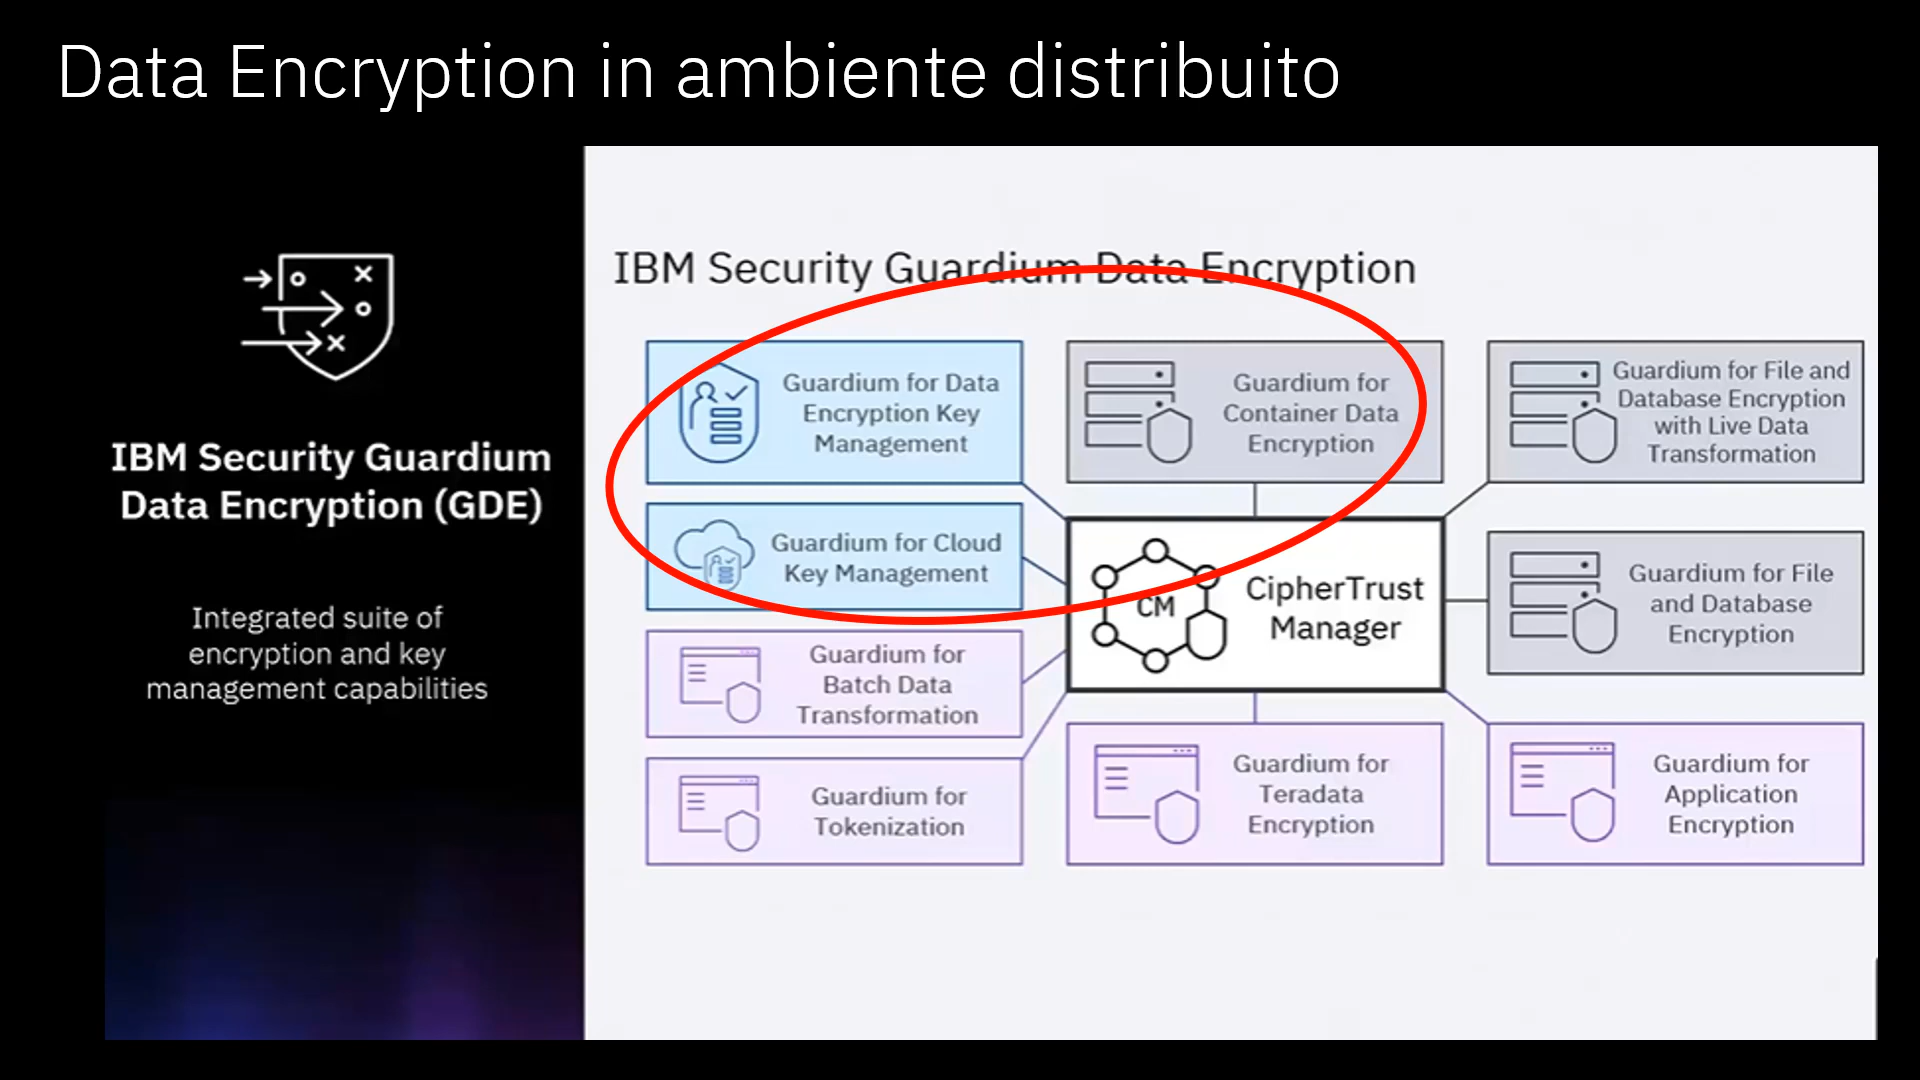 Data Encryption in ambiente distribuito
IBM Security Guardium
Data Encryption (GDE)
Integrated suite of
encryption and key
management capabilities
IBM Security Guardium Data Encryption
Guardium for Data
Encryption Key
Management
Guardium for
Container Data
Encryption
Guardium for File and
Database Encryption
with Live Data
Transformation
Guardium for Cloud
Key Management
CM
CipherTrust
Manager
Guardium for File
and Database
Encryption
Guardium for
Batch Data
Transformation
Guardium for
Tokenization
Guardium for
Teradata
Encryption
Guardium for
Application
Encryption